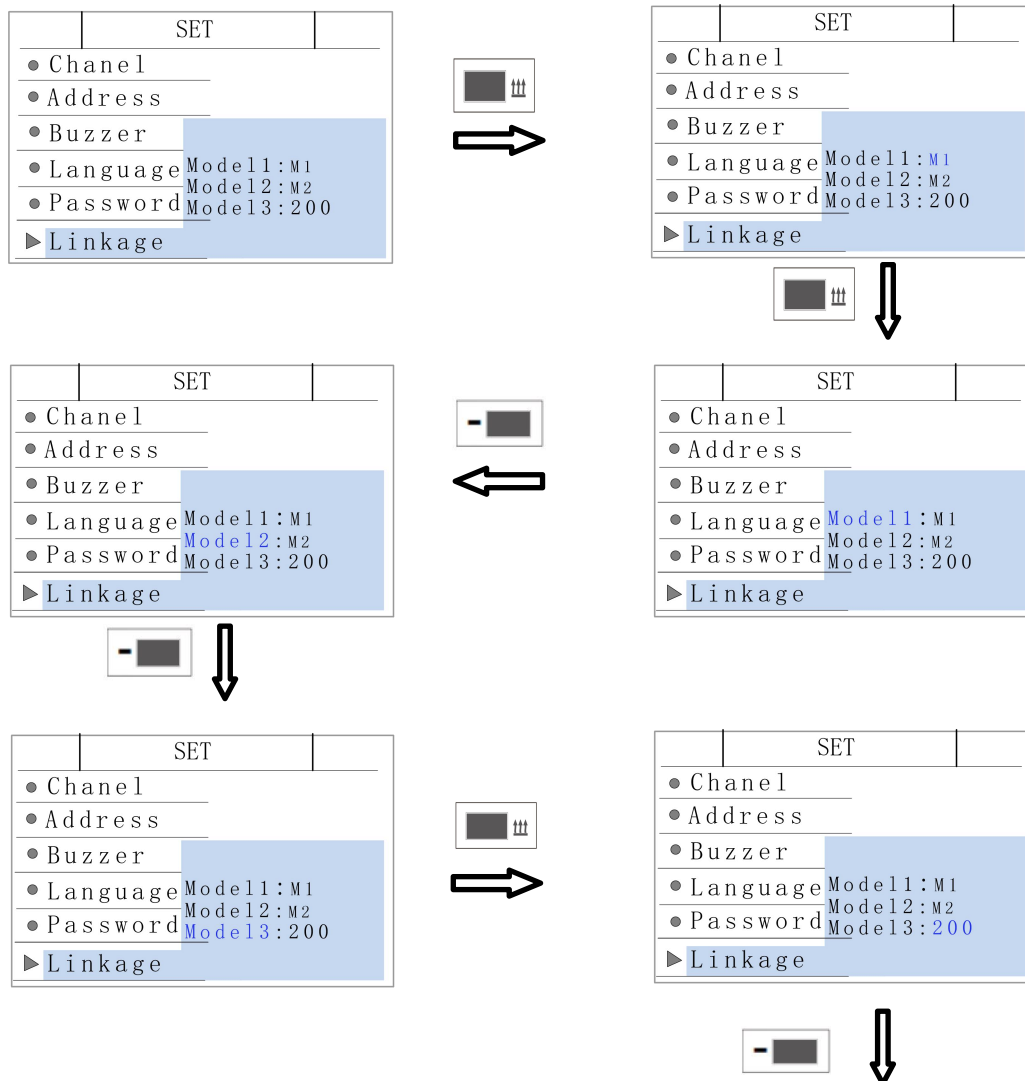 SET
Chanel
Address
Buzzer
Language
Password
Linkage
Model1:M1
Model2:M2
Model3:200
SET
Chanel
Address
Buzzer
Language
Password
Linkage
Model1:M1
Model2:M2
Model3:200
SET
Chanel
Address
Buzzer
Language
Password
Linkage
Model1:M1
Model2:M2
Model3:200
SET
Chanel
Address
Buzzer
Language
Password
Linkage
Model1:M1
Model2:M2
Model3:200
SET
Chanel
Address
Buzzer
Language
Password
Linkage
Model1:M1
Model2:M2
Model3:200
SET
Chanel
Address
Buzzer
Language
Password
Linkage
Model1:M1
Model2:M2
Model3:200